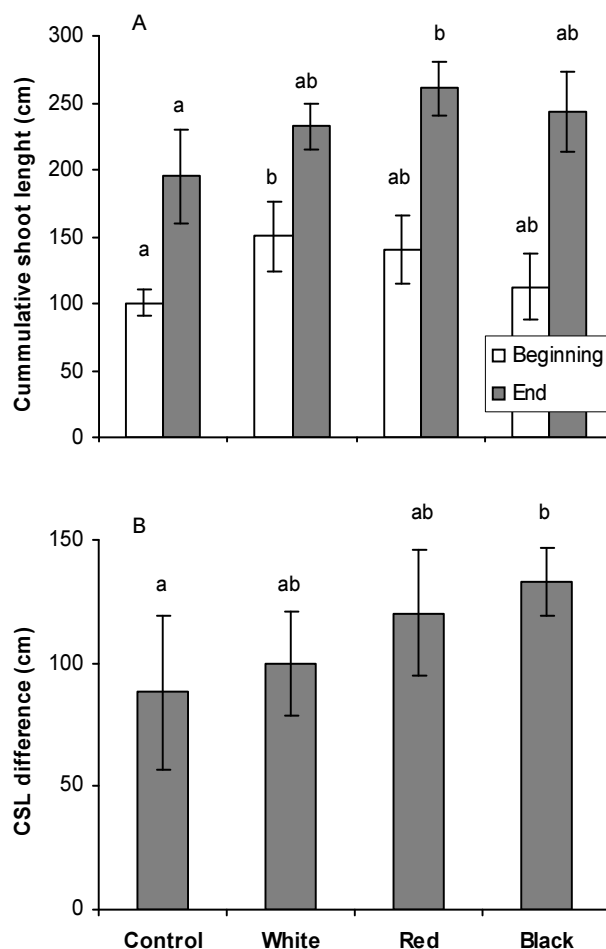 A
Cummulative shoot lenght (cm)
300
250
200
150
100
50
0
a
a
b
ab
ab
b
ab
ab
Beginning
End
B
CSL difference (cm)
150
100
50
0
a
ab
ab
b
Control White Red Black